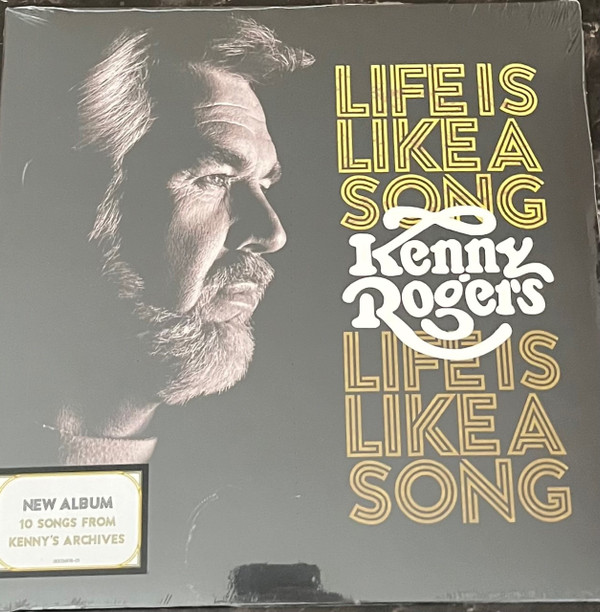 LIFE IS
LIKE A
SONG
Kenny
Rogers
LIFE IS
LIKE A
SONG
NEW ALBUM
10 SONGS FROM
KENNY'S ARCHIVES